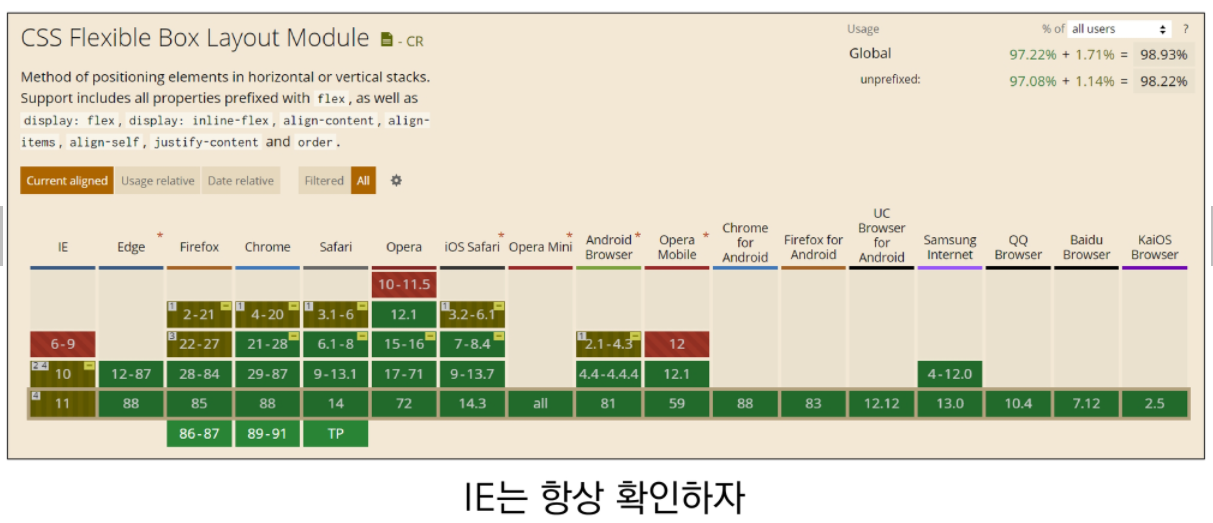 CSS Flexible Box Layout Module - CR
Usage % of all users ?
Global 97.22% + 1.71% = 98.93%
unprefixed: 97.08% + 1.14% = 98.22%
Method of positioning elements in horizontal or vertical stacks.
Support includes all properties prefixed with flex, as well as
display: flex, display: inline-flex, align-content, align-
items, align-self, justify-content and order.
Current aligned Usage relative Date relative Filtered All
IE Edge * Firefox Chrome Safari Opera iOS Safari * Opera Mini * Android Browser * Opera Mobile * Chrome for Android Firefox for Android UC Browser for Android Samsung Internet QQ Browser Baidu Browser KaiOS Browser
10-11.5
1 2-21 1 4-20 1 3.1-6 12.1 1 3.2-6.1
6-9 3 22-27 21-28 6.1-8 15-16 7-8.4 1 2.1-4.3 12
2 4 10 12-87 28-84 29-87 9-13.1 17-71 9-13.7 4.4-4.4.4 12.1 4-12.0
4 11 88 85 88 14 72 14.3 all 81 59 88 83 12.12 13.0 10.4 7.12 2.5
86-87 89-91 TP
IE는 항상 확인하자